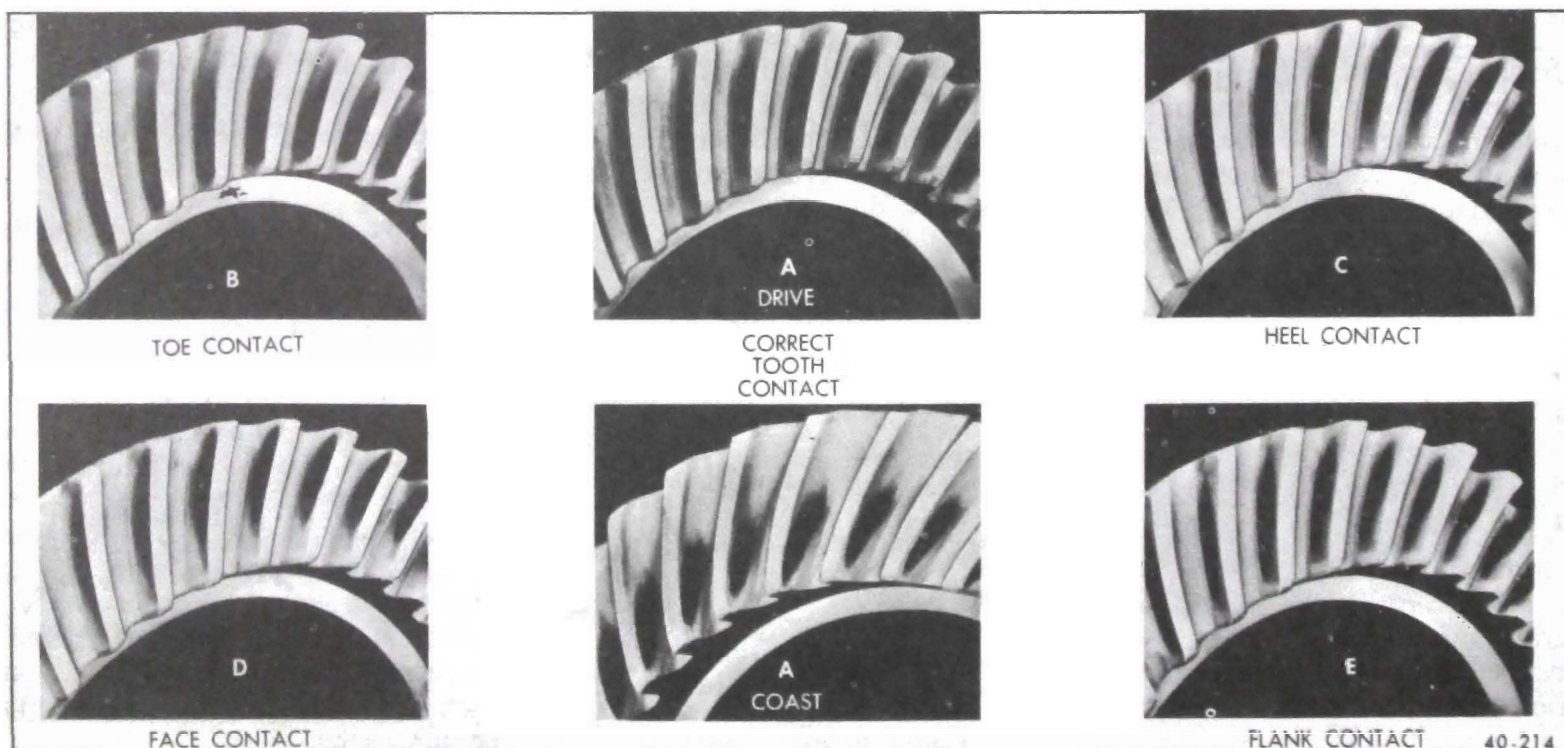 B
TOE CONTACT
A
DRIVE
CORRECT
TOOTH
CONTACT
C
HEEL CONTACT
D
FACE CONTACT
A
COAST
E
FLANK CONTACT
40-214